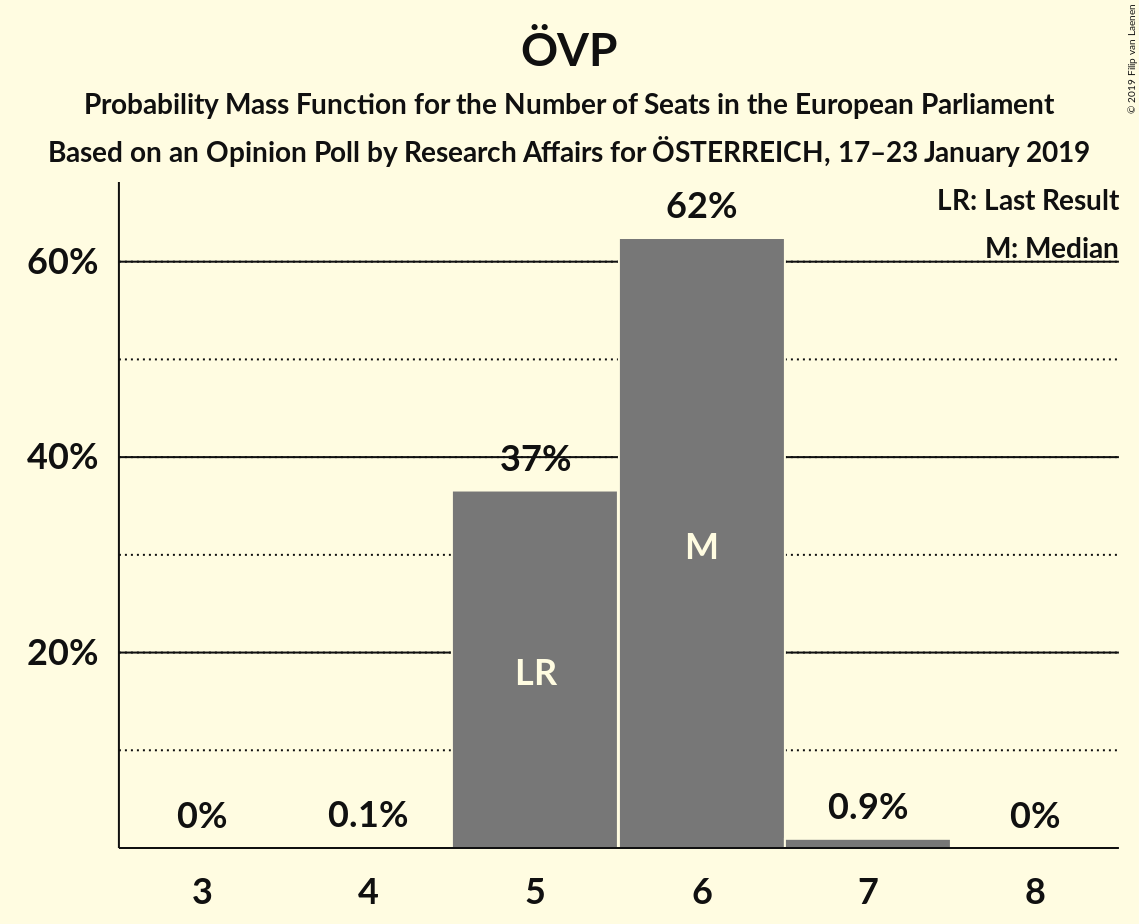 ÖVP
Probability Mass Function for the Number of Seats in the European Parliament
Based on an Opinion Poll by Research Affairs for ÖSTERREICH, 17–23 January 2019
© 2019 Filip van Laenen
LR: Last Result
M: Median
62%
60%
40%
37%
M
20%
LR
0%
0.1%
0.9%
0%
3
4
5
6
7
8